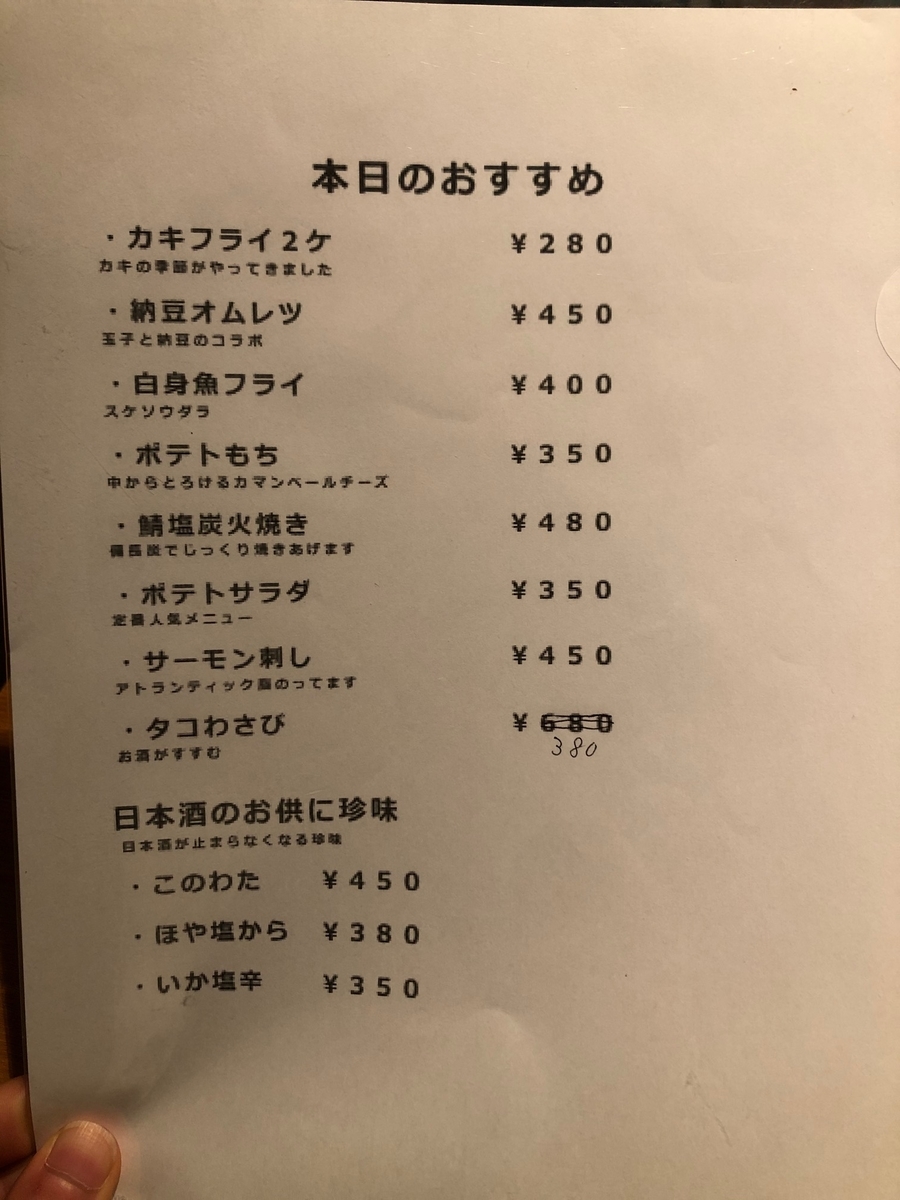 本日のおすすめ
・カキフライ2ケ ¥280
カキの季節がやってきました
・納豆オムレツ ¥450
玉子と納豆のコラボ
・白身魚フライ ¥400
スケソウダラ
・ポテトもち ¥350
中からとろけるカマンベールチーズ
・鯖塩炭火焼き ¥480
備長炭でじっくり焼きあげます
・ポテトサラダ ¥350
定番人気メニュー
・サーモン刺し ¥450
アトランティック脂のってます
・タコわさび ¥680
380
お酒がすすむ
日本酒のお供に珍味
日本酒が止まらなくなる珍味
・このわた ¥450
・ほや塩から ¥380
・いか塩辛 ¥350